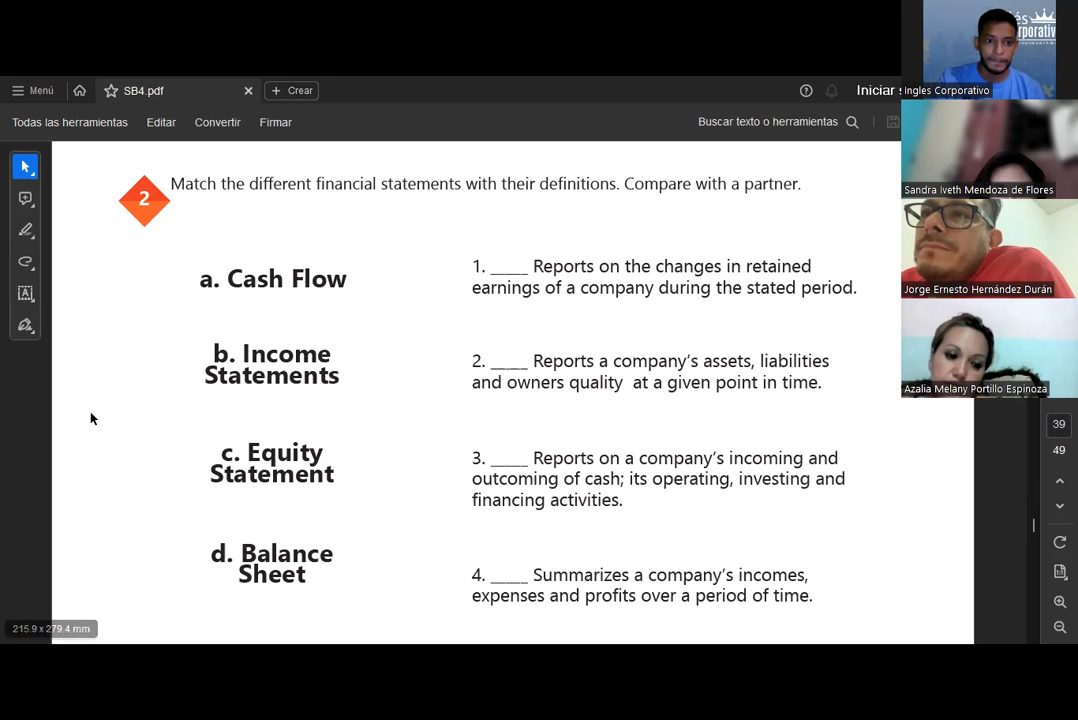 és
rporativo
Ingles Corporativo
Menú
SB4.pdf
Crear
Iniciar s
Todas las herramientas
Editar
Convertir
Firmar
Buscar texto o herramientas
Sandra Iveth Mendoza de Flores
Jorge Ernesto Hernández Durán
Azalia Melany Portillo Espinoza
2
Match the different financial statements with their definitions. Compare with a partner.
a. Cash Flow
b. Income
Statements
c. Equity
Statement
d. Balance
Sheet
1. _____ Reports on the changes in retained
earnings of a company during the stated period.
2. _____ Reports a company's assets, liabilities
and owners quality at a given point in time.
3. _____ Reports on a company's incoming and
outcoming of cash; its operating, investing and
financing activities.
4. _____ Summarizes a company's incomes,
expenses and profits over a period of time.
39
49
215.9 x 279.4 mm